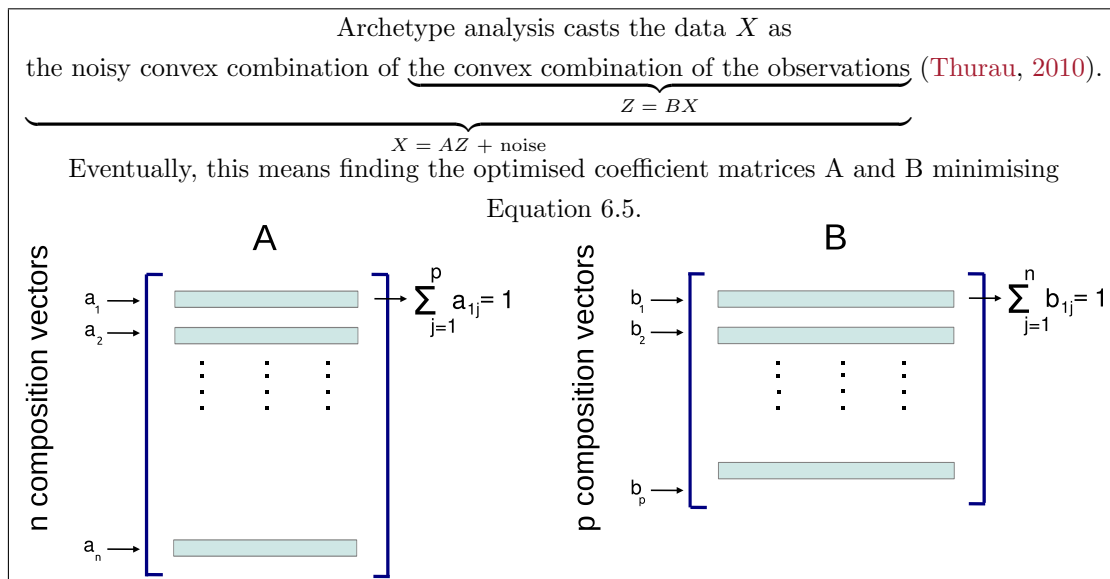 Archetype analysis casts the data X as
the noisy convex combination of the convex combination of the observations (Thurau, 2010).
Z = BX
X = AZ + noise
Eventually, this means finding the optimised coefficient matrices A and B minimising
Equation 6.5.
A
n composition vectors
a₁
a₂
aₙ
∑ⱼ₌₁ᵖ a₁ⱼ = 1
B
p composition vectors
b₁
b₂
bₚ
∑ⱼ₌₁ⁿ b₁ⱼ = 1